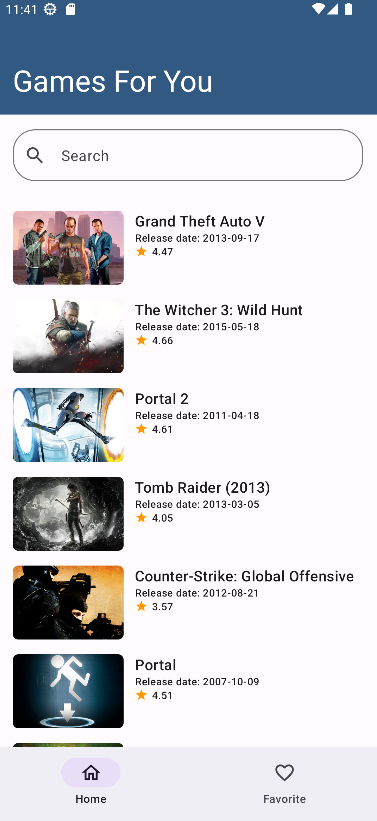 11:41
Games For You
Search
Grand Theft Auto V
Release date: 2013-09-17
4.47
The Witcher 3: Wild Hunt
Release date: 2015-05-18
4.66
Portal 2
Release date: 2011-04-18
4.61
Tomb Raider (2013)
Release date: 2013-03-05
4.05
Counter-Strike: Global Offensive
Release date: 2012-08-21
3.57
Portal
Release date: 2007-10-09
4.51
Home
Favorite